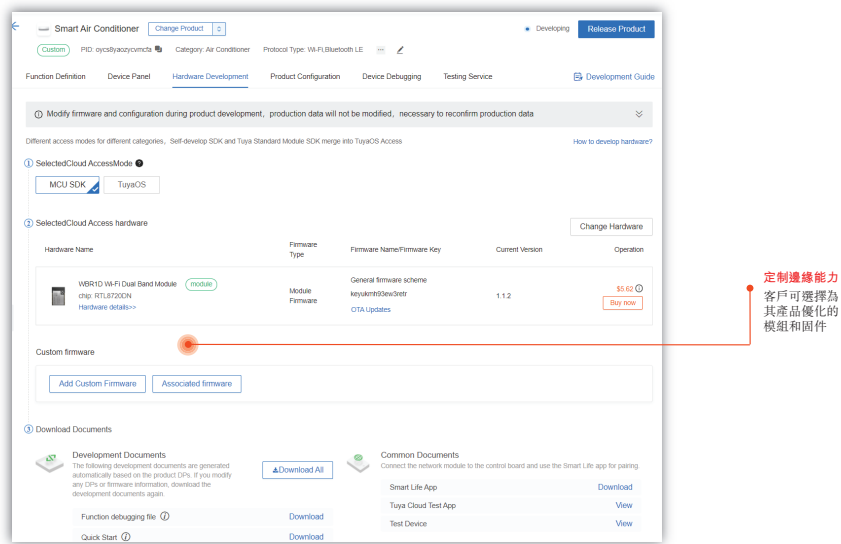 Smart Air Conditioner
Change Product
Developing
Release Product
Custom
PID: oycs8yaozycvmcfa
Category: Air Conditioner
Protocol Type: Wi-Fi,Bluetooth LE
Function Definition
Device Panel
Hardware Development
Product Configuration
Device Debugging
Testing Service
Development Guide
Modify firmware and configuration during product development, production data will not be modified, necessary to reconfirm production data
Different access modes for different categories, Self-develop SDK and Tuya Standard Module SDK merge into TuyaOS Access
How to develop hardware?
1 SelectedCloud AccessMode ?
MCU SDK
TuyaOS
2 SelectedCloud Access hardware
Change Hardware
Hardware Name
Firmware
Type
Firmware Name/Firmware Key
Current Version
Operation
WBR1D Wi-Fi Dual Band Module
module
chip: RTL8720DN
Hardware details>>
Module
Firmware
General firmware scheme
keyukmh93ew3retr
OTA Updates
1.1.2
$5.62
Buy now
定制邊緣能力
客戶可選擇為
其產品優化的
模組和固件
Custom firmware
Add Custom Firmware
Associated firmware
3 Download Documents
Development Documents
The following development documents are generated
automatically based on the product DPs. If you modify
any DPs or firmware information, download the
development documents again.
Download All
Function debugging file
Download
Quick Start
Download
Common Documents
Connect the network module to the control board and use the Smart Life app for pairing.
Smart Life App
Download
Tuya Cloud Test App
View
Test Device
View